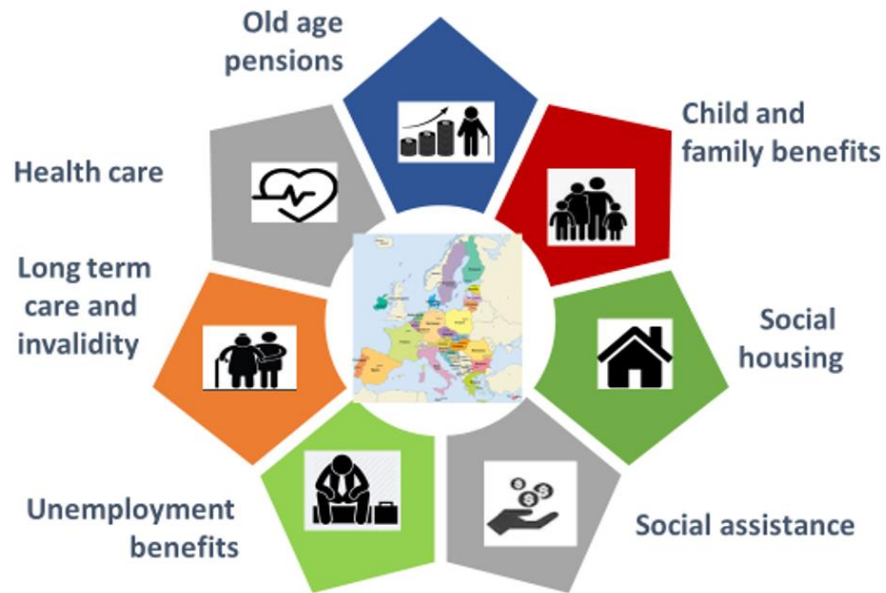 Old age
pensions
Child and
family benefits
Health care
Long term
care and
invalidity
Social
housing
Unemployment
benefits
Social assistance